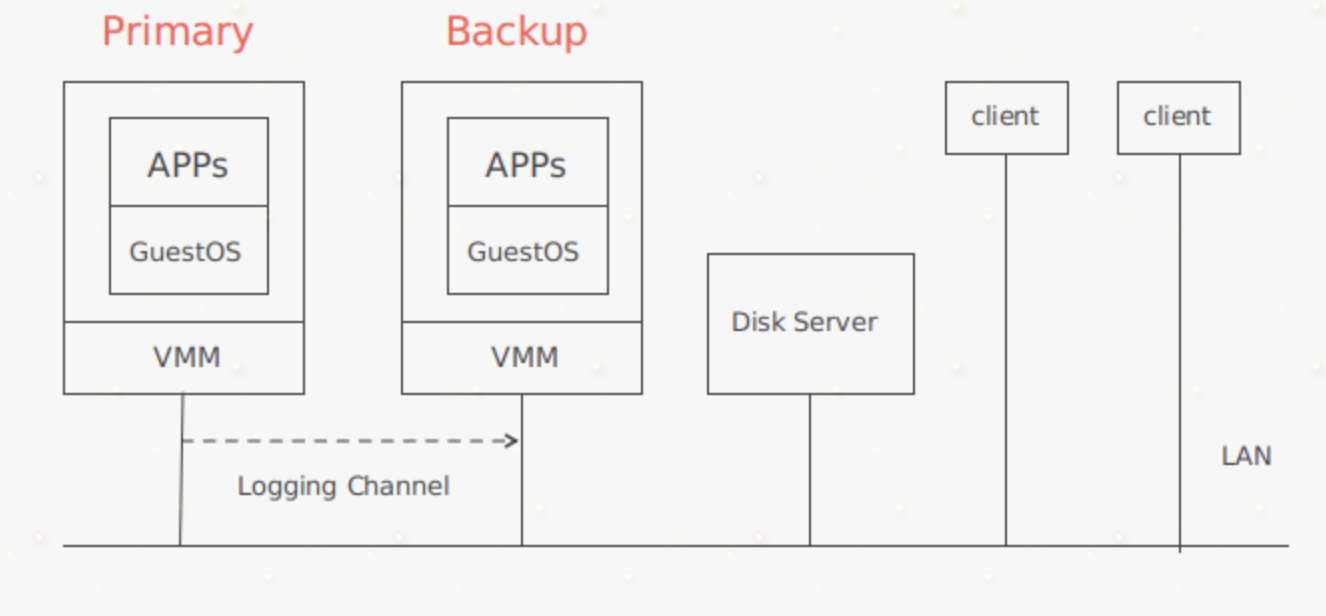 Primary
Backup
APPs
GuestOS
VMM
APPs
GuestOS
VMM
Logging Channel
Disk Server
client
client
LAN